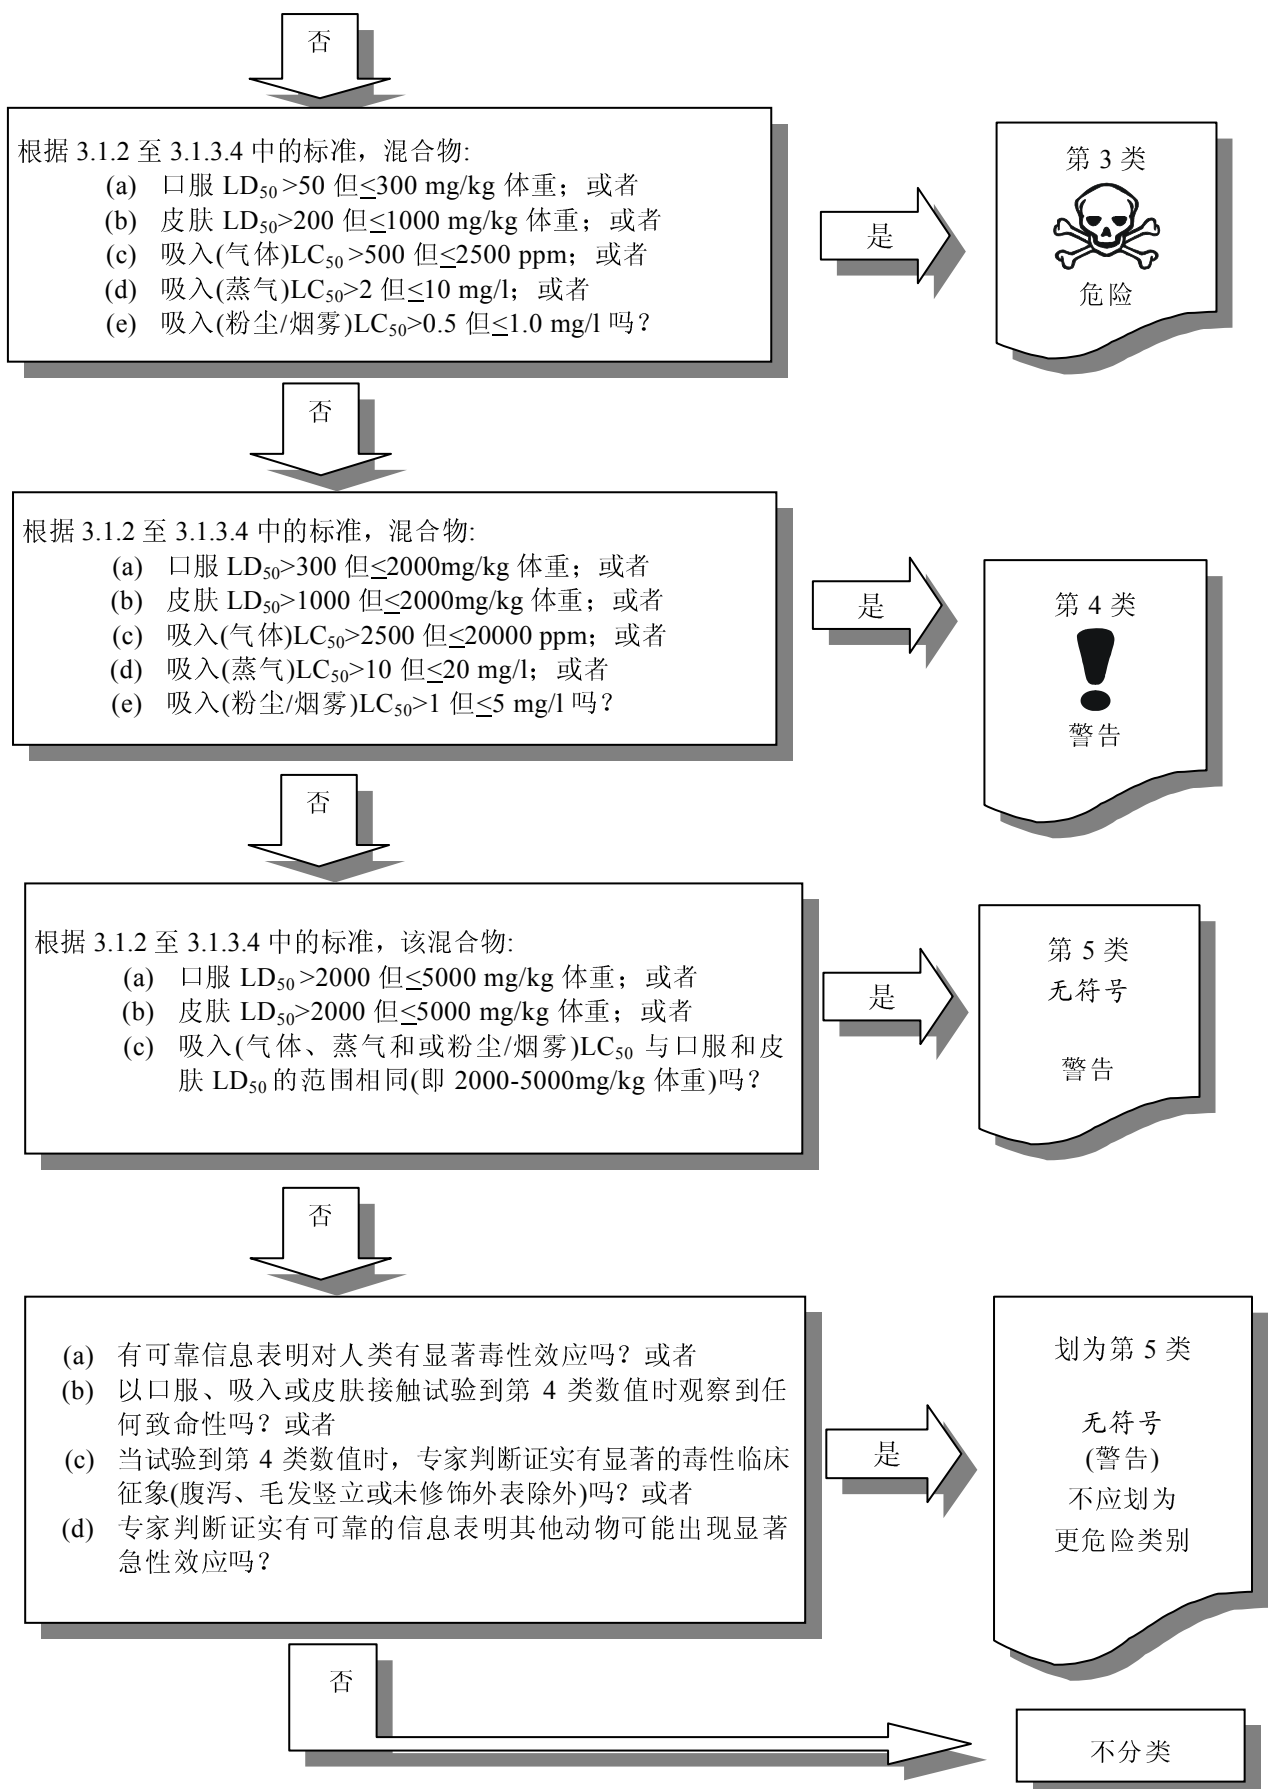 否
根据 3.1.2 至 3.1.3.4 中的标准，混合物:
(a) 口服 LD50 >50 但≤300 mg/kg 体重；或者
(b) 皮肤 LD50>200 但≤1000 mg/kg 体重；或者
(c) 吸入(气体)LC50 >500 但≤2500 ppm；或者
(d) 吸入(蒸气)LC50>2 但≤10 mg/l；或者
(e) 吸入(粉尘/烟雾)LC50>0.5 但≤1.0 mg/l 吗？
是
第 3 类
危险
否
根据 3.1.2 至 3.1.3.4 中的标准，混合物:
(a) 口服 LD50>300 但≤2000mg/kg 体重；或者
(b) 皮肤 LD50>1000 但≤2000mg/kg 体重；或者
(c) 吸入(气体)LC50>2500 但≤20000 ppm；或者
(d) 吸入(蒸气)LC50>10 但≤20 mg/l；或者
(e) 吸入(粉尘/烟雾)LC50>1 但≤5 mg/l 吗？
是
第 4 类
警告
否
根据 3.1.2 至 3.1.3.4 中的标准，该混合物:
(a) 口服 LD50 >2000 但≤5000 mg/kg 体重；或者
(b) 皮肤 LD50>2000 但≤5000 mg/kg 体重；或者
(c) 吸入(气体、蒸气和或粉尘/烟雾)LC50 与口服和皮
肤 LD50 的范围相同(即 2000-5000mg/kg 体重)吗？
是
第 5 类
无符号
警告
否
(a) 有可靠信息表明对人类有显著毒性效应吗？或者
(b) 以口服、吸入或皮肤接触试验到第 4 类数值时观察到任
何致命性吗？或者
(c) 当试验到第 4 类数值时，专家判断证实有显著的毒性临床
征象(腹泻、毛发竖立或未修饰外表除外)吗？或者
(d) 专家判断证实有可靠的信息表明其他动物可能出现显著
急性效应吗？
是
划为第 5 类
无符号
(警告)
不应划为
更危险类别
否
不分类